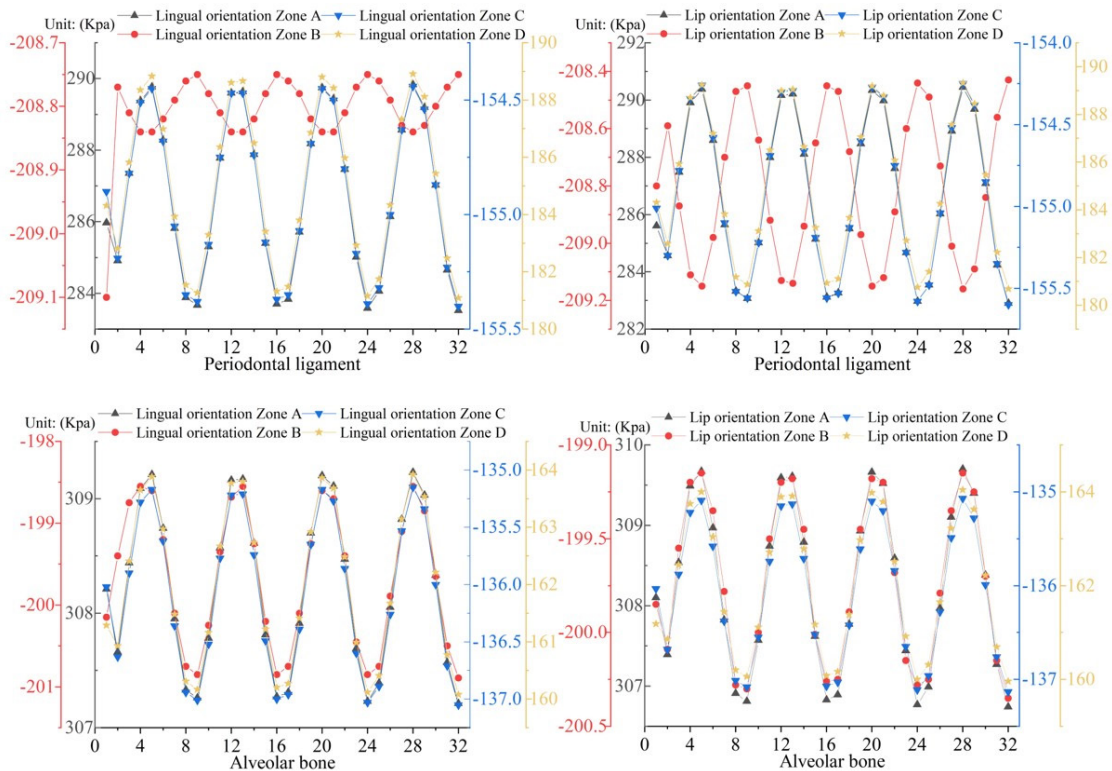 Unit: (Kpa)
Lingual orientation Zone A
Lingual orientation Zone C
Lingual orientation Zone B
Lingual orientation Zone D
-208.7
-208.8
-208.9
-209.0
-209.1
290
288
286
284
-154.5
-155.0
-155.5
190
188
186
184
182
180
0 4 8 12 16 20 24 28 32
Periodontal ligament
Unit: (Kpa)
Lip orientation Zone A
Lip orientation Zone C
Lip orientation Zone B
Lip orientation Zone D
-208.4
-208.6
-208.8
-209.0
-209.2
292
290
288
286
284
282
-154.0
-154.5
-155.0
-155.5
190
188
186
184
182
180
0 4 8 12 16 20 24 28 32
Periodontal ligament
Unit: (Kpa)
Lingual orientation Zone A
Lingual orientation Zone C
Lingual orientation Zone B
Lingual orientation Zone D
-198
-199
-200
-201
309
308
307
-135.0
-135.5
-136.0
-136.5
-137.0
164
163
162
161
160
0 4 8 12 16 20 24 28 32
Alveolar bone
Unit: (Kpa)
Lip orientation Zone A
Lip orientation Zone C
Lip orientation Zone B
Lip orientation Zone D
-199.0
-199.5
-200.0
-200.5
310
309
308
307
-135
-136
-137
164
162
160
0 4 8 12 16 20 24 28 32
Alveolar bone